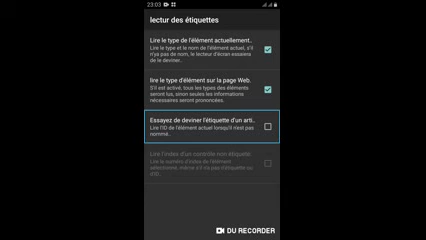 23:03
lectur des étiquettes
Lire le type de l'élément actuellement..
Lire le type et le nom de l'élément actuel, s'il
n'ya pas de nom, le lecteur d'écran essaiera
de le deviner..
lire le type d'élément sur la page Web.
S'il est activé, tous les types des éléments
seront lus, sinon seules les informations
nécessaires seront prononcées.
Essayez de deviner l'étiquette d'un arti..
Lire l'ID de l'élément actuel lorsqu'il n'est pas
nommé..
Lire l'index d'un contrôle non étiqueté
Lire le numéro d'index de l'élément
sélectionné, même s'il n'a pas d'étiquette ou
d'ID.
DU RECORDER